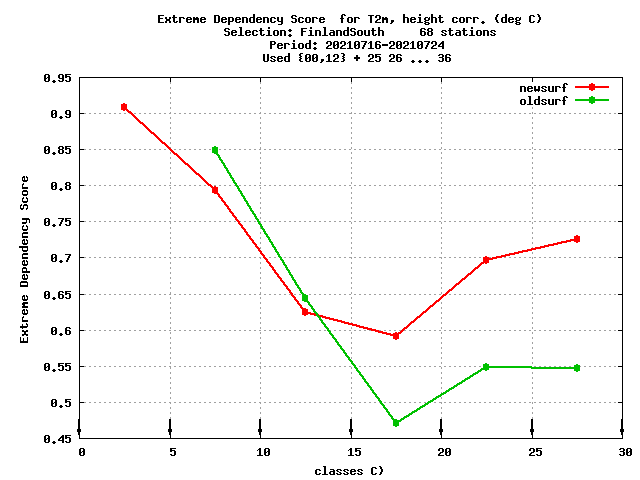 Extreme Dependency Score  for T2m, height corr. (deg C)
Selection: FinlandSouth     68 stations
Period: 20210716-20210724
Used {00,12} + 25 26 ... 36
newsurf
oldsurf
Extreme Dependency Score
0.95
0.9
0.85
0.8
0.75
0.7
0.65
0.6
0.55
0.5
0.45
0 5 10 15 20 25 30
classes C)